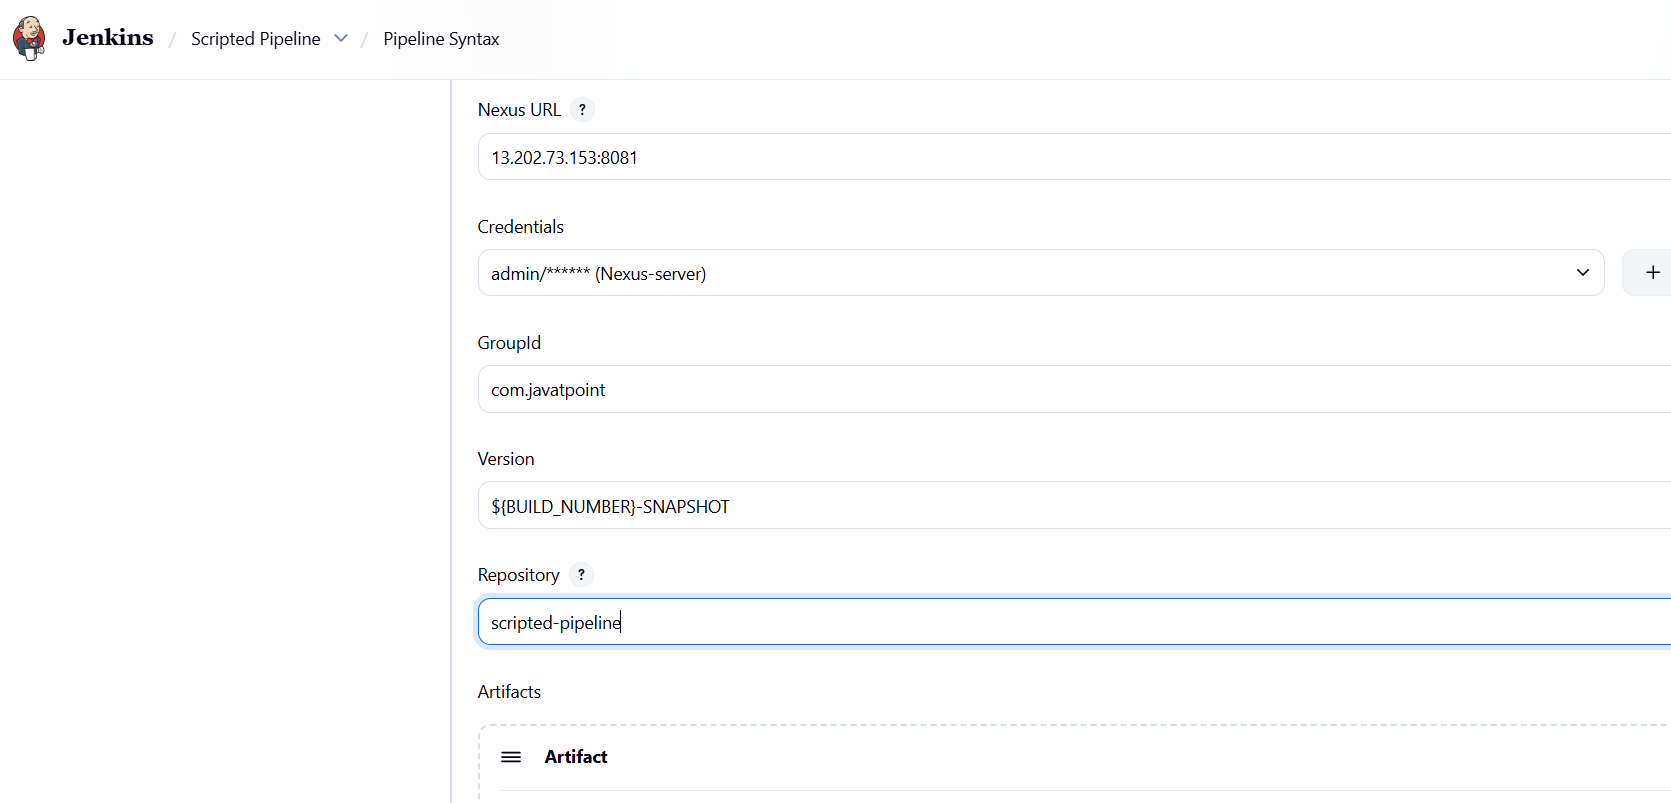 Jenkins / Scripted Pipeline / Pipeline Syntax
Nexus URL ?
13.202.73.153:8081
Credentials
admin/****** (Nexus-server)
+
GroupId
com.javatpoint
Version
${BUILD_NUMBER}-SNAPSHOT
Repository ?
scripted-pipeline
Artifacts
Artifact